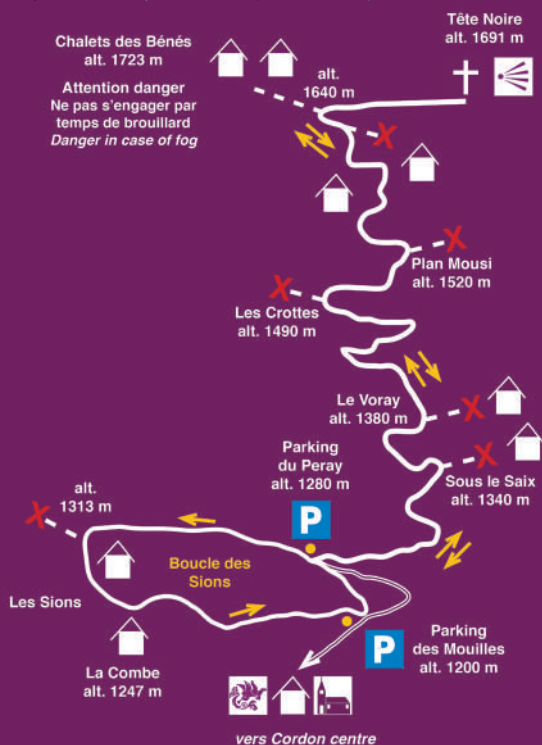 Tête Noire
alt. 1691 m
Chalets des Bénés
alt. 1723 m
Attention danger
Ne pas s'engager par
temps de brouillard
Danger in case of fog
alt.
1640 m
Plan Mousi
alt. 1520 m
Les Crottes
alt. 1490 m
Le Voray
alt. 1380 m
Sous le Saix
alt. 1340 m
Parking
du Peray
alt. 1280 m
P
alt.
1313 m
Boucle des
Sions
Les Sions
La Combe
alt. 1247 m
P
Parking
des Mouilles
alt. 1200 m
vers Cordon centre